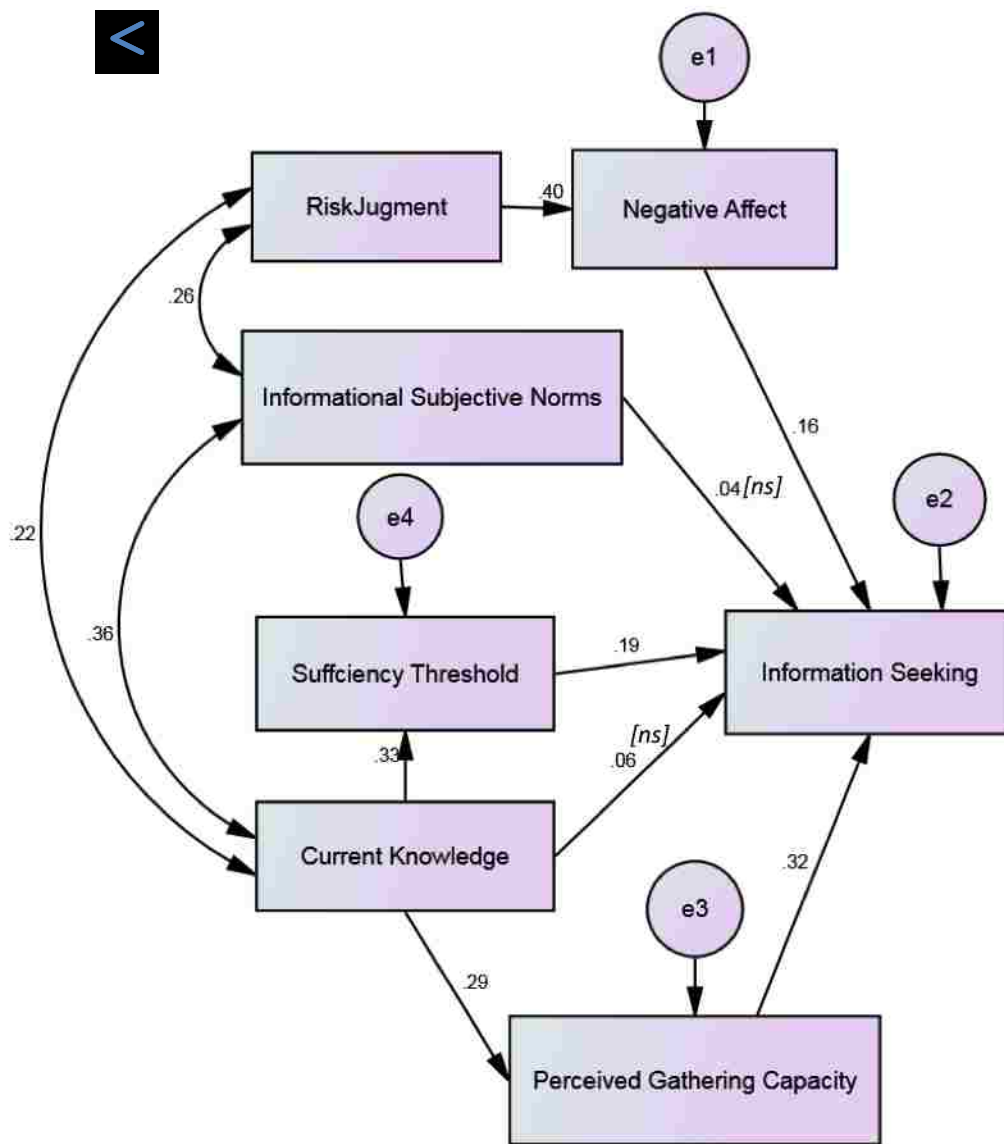 <
e1
RiskJugment
.40
Negative Affect
.26
Informational Subjective Norms
.16
.04 [ns]
e4
e2
.22
.36
Suffciency Threshold
.19
Information Seeking
.33
[ns]
.06
Current Knowledge
.32
e3
.29
Perceived Gathering Capacity